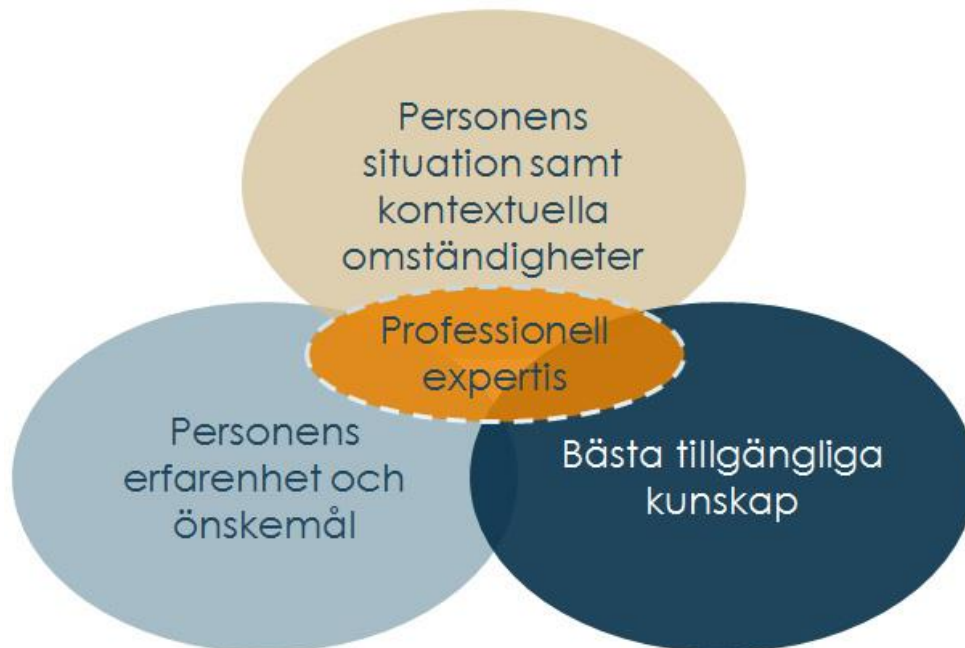 Personens
situation samt
kontextuella
omständigheter
Professionell
expertis
Personens
erfarenhet och
önskemål
Bästa tillgängliga
kunskap